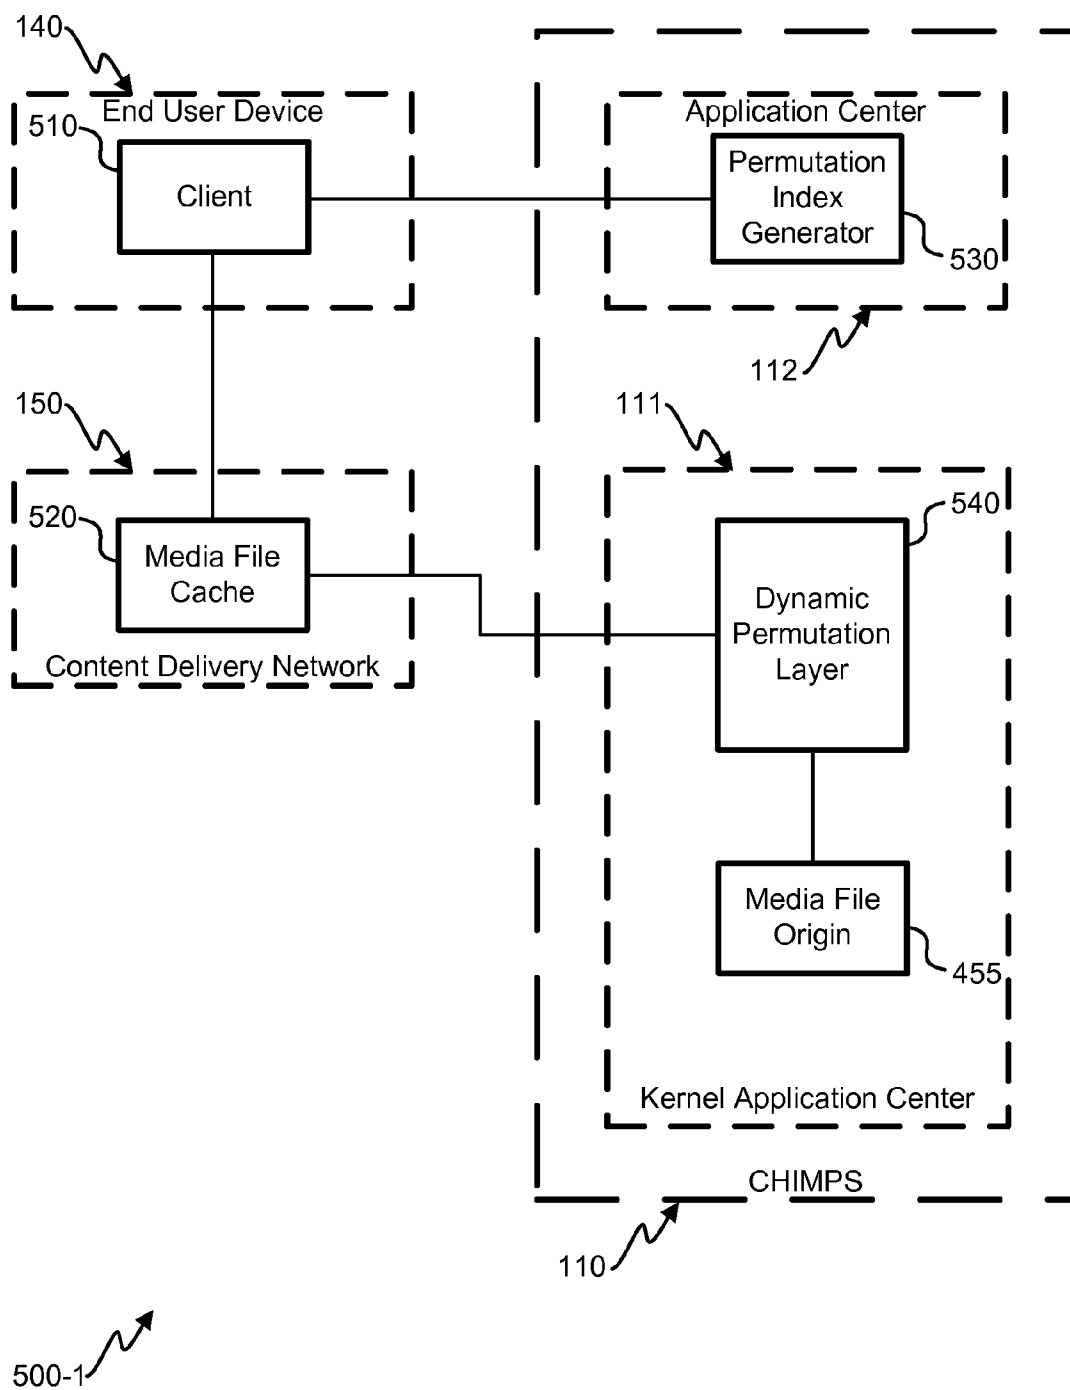 140
End User Device
510
Client
Application Center
Permutation
Index
Generator
530
112
150
520
Media File
Cache
Content Delivery Network
111
540
Dynamic
Permutation
Layer
Media File
Origin
455
Kernel Application Center
CHIMPS
110
500-1